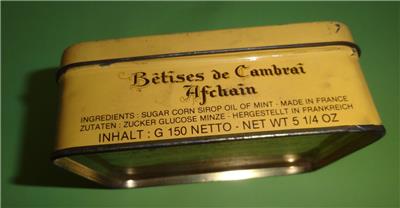 Bêtises de Cambrai
Afchain
INGREDIENTS : SUGAR CORN SIROP OIL OF MINT - MADE IN FRANCE
ZUTATEN : ZUCKER GLUCOSE MINZE - HERGESTELLT IN FRANKREICH
INHALT : G 150 NETTO - NET WT 5 1/4 OZ